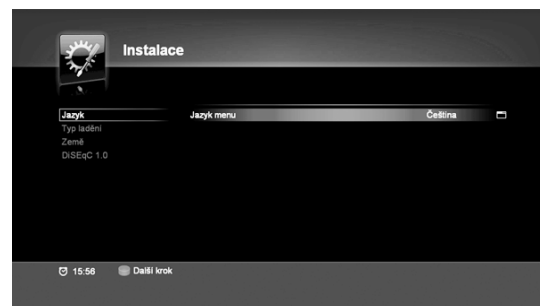 Instalace
Jazyk
Jazyk menu Čeština
Typ ladění
Země
DiSEqC 1.0
15:56 Další krok